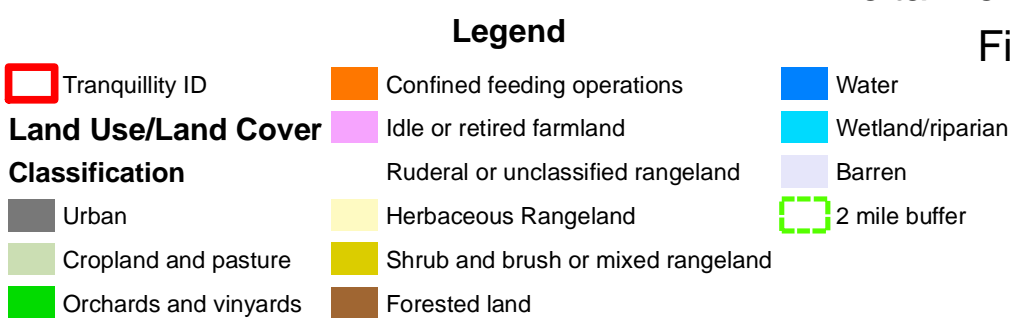 Legend
Fi
Tranquillity ID
Land Use/Land Cover
Classification
Urban
Cropland and pasture
Orchards and vinyards
Confined feeding operations
Idle or retired farmland
Ruderal or unclassified rangeland
Herbaceous Rangeland
Shrub and brush or mixed rangeland
Forested land
Water
Wetland/riparian
Barren
2 mile buffer